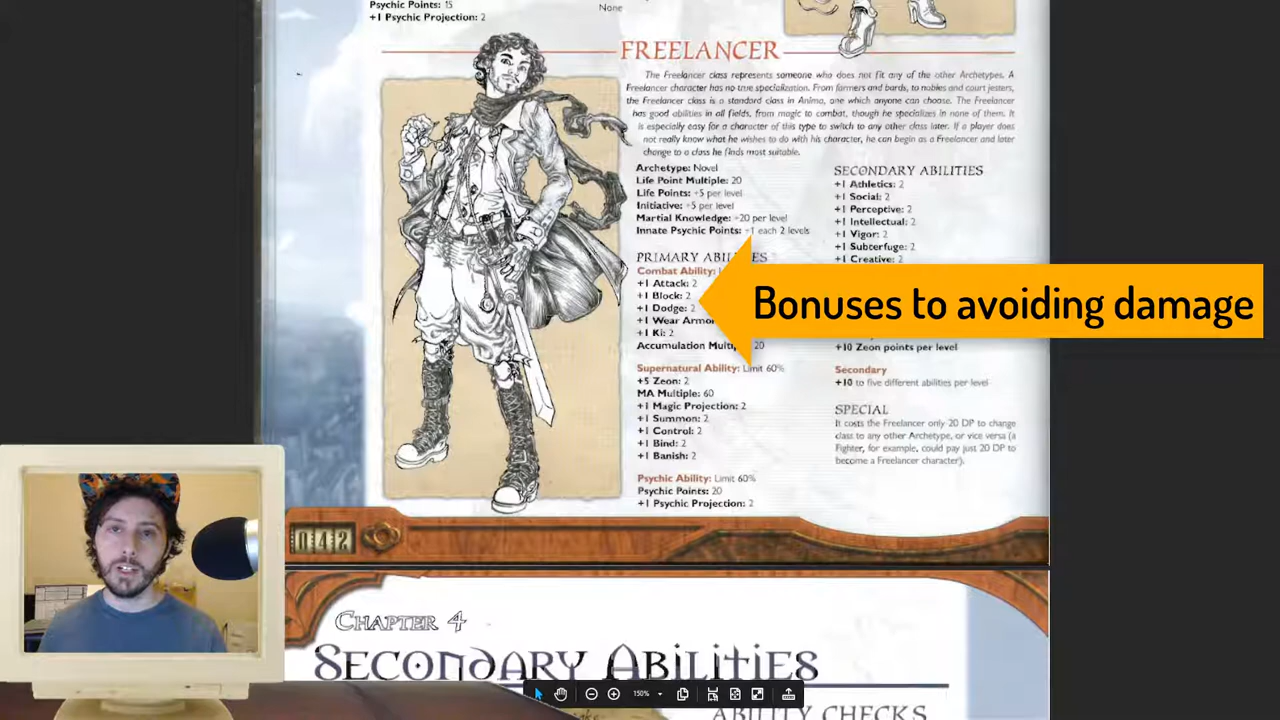 Psychic Points: 15
+1 Psychic Projection: 2
None
FREELANCER
The Freelancer class represents someone who does not fit any of the other Archetypes. A
Freelancer character has no true specialization. From farmers and bards, to nobles and court jesters,
the Freelancer class is a standard class in Anima, one which anyone can choose. The Freelancer
has good abilities in all fields, from magic to combat, though he specializes in none of them. It
is especially easy for a character of this type to switch to any other class later. If a player does
not really know what he wishes to do with his character, he can begin as a Freelancer and later
change to a class he finds most suitable.
Archetype: Novel
Life Point Multiple: 20
Life Points: +5 per level
Initiative: +5 per level
Martial Knowledge: +20 per level
Innate Psychic Points: +1 each 2 levels
PRIMARY ABILITIES
Combat Ability:
+1 Attack: 2
+1 Block: 2
+1 Dodge: 2
+1 Wear Armor
+1 Ki: 2
Accumulation Multi 20
Supernatural Ability: Limit 60%
+5 Zeon: 2
MA Multiple: 60
+1 Magic Projection: 2
+1 Summon: 2
+1 Control: 2
+1 Bind: 2
+1 Banish: 2
Psychic Ability: Limit 60%
Psychic Points: 20
+1 Psychic Projection: 2
SECONDARY ABILITIES
+1 Athletics: 2
+1 Social: 2
+1 Perceptive: 2
+1 Intellectual: 2
+1 Vigor: 2
+1 Subterfuge: 2
+1 Creative: 2
Bonuses to avoiding damage
+10 Zeon points per level
Secondary
+10 to five different abilities per level
SPECIAL
It costs the Freelancer only 20 DP to change
class to any other Archetype, or vice versa (a
Fighter, for example, could pay just 20 DP to
become a Freelancer character).
042
CHAPTER 4
SECONDARY ABILITIES
ABILITY CHECKS
150%